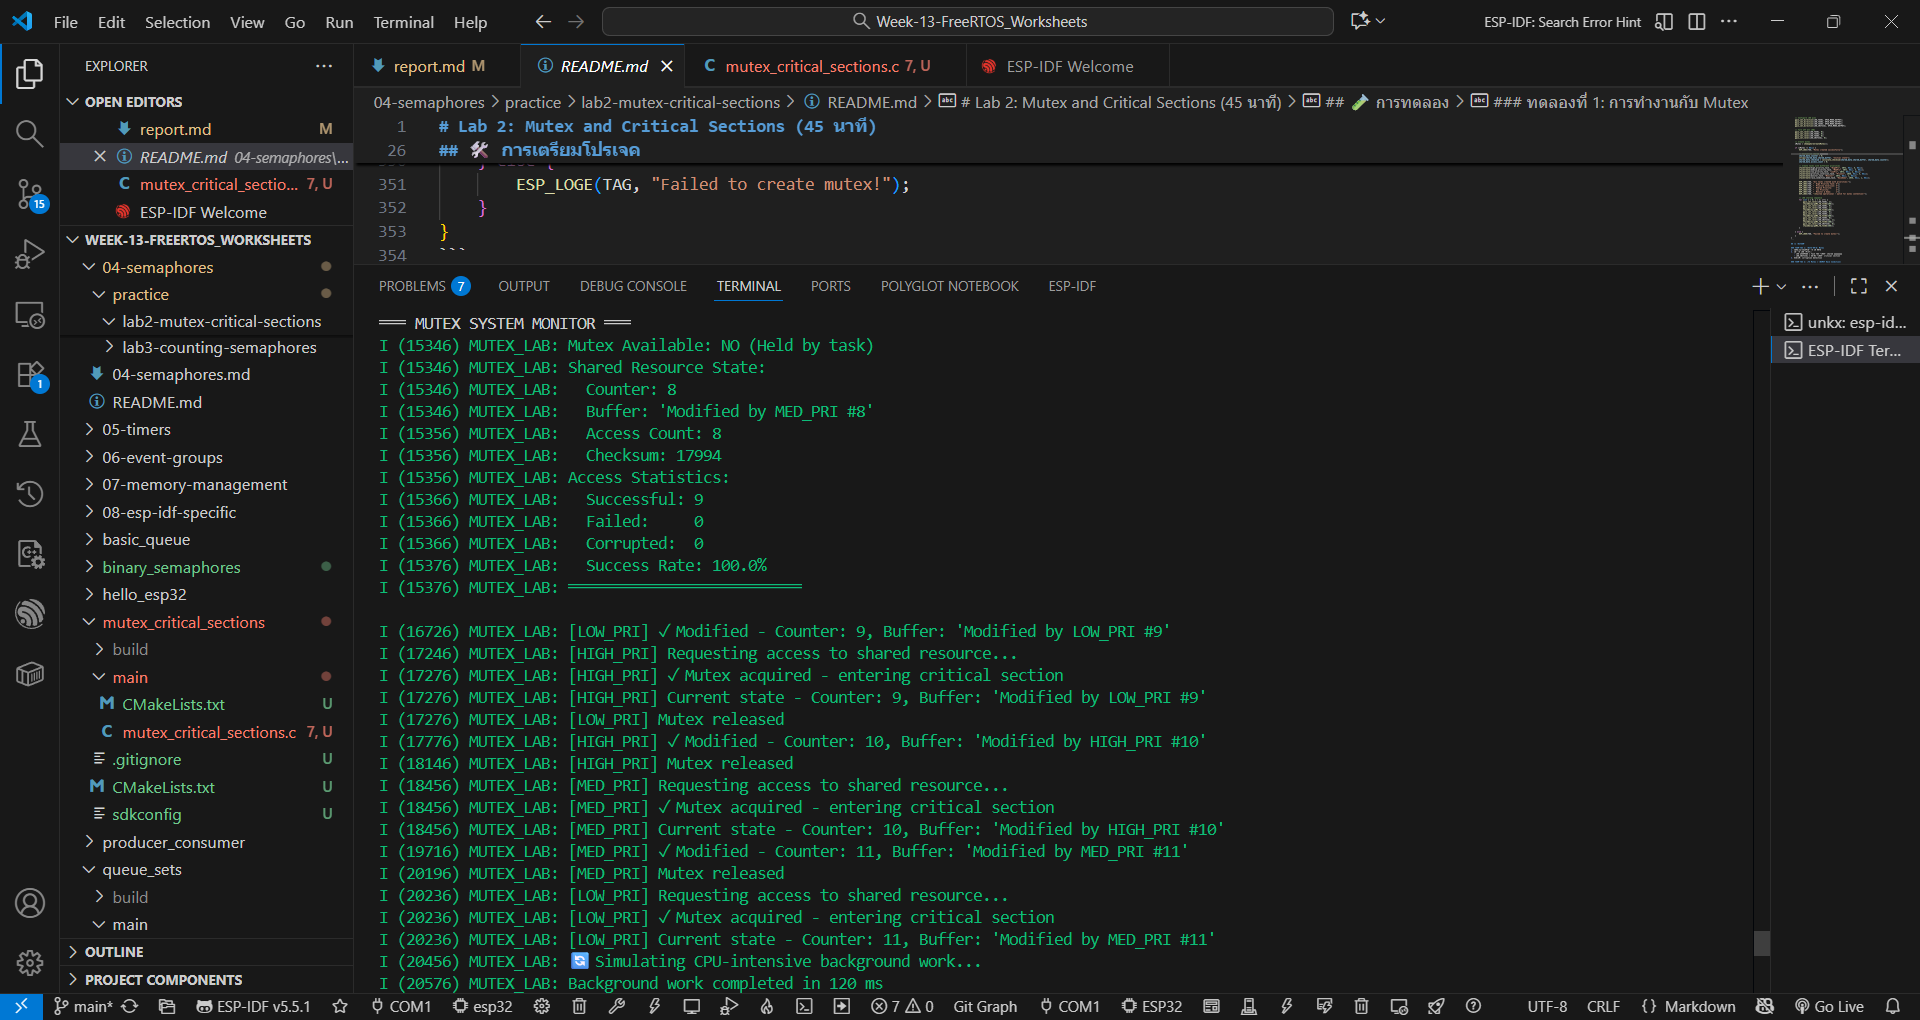 File Edit Selection View Go Run Terminal Help
Week-13-FreeRTOS_Worksheets
ESP-IDF: Search Error Hint
EXPLORER
OPEN EDITORS
report.md M
README.md 04-semaphores\...
mutex_critical_sectio... 7, U
ESP-IDF Welcome
15
1
WEEK-13-FREERTOS_WORKSHEETS
04-semaphores
practice
lab2-mutex-critical-sections
lab3-counting-semaphores
04-semaphores.md
README.md
05-timers
06-event-groups
07-memory-management
08-esp-idf-specific
basic_queue
binary_semaphores
hello_esp32
mutex_critical_sections
build
main
CMakeLists.txt U
mutex_critical_sections.c 7, U
.gitignore U
CMakeLists.txt U
sdkconfig U
producer_consumer
queue_sets
build
main
OUTLINE
PROJECT COMPONENTS
report.md M
README.md
mutex_critical_sections.c 7, U
ESP-IDF Welcome
04-semaphores > practice > lab2-mutex-critical-sections > README.md > # Lab 2: Mutex and Critical Sections (45 นาที) > ## 🧪 การทดลอง > ### ทดลองที่ 1: การทำงานกับ Mutex
1 # Lab 2: Mutex and Critical Sections (45 นาที)
26 ## 🛠️ การเตรียมโปรเจค
351 ESP_LOGE(TAG, "Failed to create mutex!");
352 }
353 }
354 ```
PROBLEMS 7 OUTPUT DEBUG CONSOLE TERMINAL PORTS POLYGLOT NOTEBOOK ESP-IDF
unkx: esp-id...
ESP-IDF Ter...
═══ MUTEX SYSTEM MONITOR ═══
I (15346) MUTEX_LAB: Mutex Available: NO (Held by task)
I (15346) MUTEX_LAB: Shared Resource State:
I (15346) MUTEX_LAB:   Counter: 8
I (15346) MUTEX_LAB:   Buffer: 'Modified by MED_PRI #8'
I (15356) MUTEX_LAB:   Access Count: 8
I (15356) MUTEX_LAB:   Checksum: 17994
I (15356) MUTEX_LAB: Access Statistics:
I (15366) MUTEX_LAB:   Successful: 9
I (15366) MUTEX_LAB:   Failed:     0
I (15366) MUTEX_LAB:   Corrupted:  0
I (15376) MUTEX_LAB:   Success Rate: 100.0%
I (15376) MUTEX_LAB: ══════════════════════════
I (16726) MUTEX_LAB: [LOW_PRI] ✓ Modified - Counter: 9, Buffer: 'Modified by LOW_PRI #9'
I (17246) MUTEX_LAB: [HIGH_PRI] Requesting access to shared resource...
I (17276) MUTEX_LAB: [HIGH_PRI] ✓ Mutex acquired - entering critical section
I (17276) MUTEX_LAB: [HIGH_PRI] Current state - Counter: 9, Buffer: 'Modified by LOW_PRI #9'
I (17276) MUTEX_LAB: [LOW_PRI] Mutex released
I (17776) MUTEX_LAB: [HIGH_PRI] ✓ Modified - Counter: 10, Buffer: 'Modified by HIGH_PRI #10'
I (18146) MUTEX_LAB: [HIGH_PRI] Mutex released
I (18456) MUTEX_LAB: [MED_PRI] Requesting access to shared resource...
I (18456) MUTEX_LAB: [MED_PRI] ✓ Mutex acquired - entering critical section
I (18456) MUTEX_LAB: [MED_PRI] Current state - Counter: 10, Buffer: 'Modified by HIGH_PRI #10'
I (19716) MUTEX_LAB: [MED_PRI] ✓ Modified - Counter: 11, Buffer: 'Modified by MED_PRI #11'
I (20196) MUTEX_LAB: [MED_PRI] Mutex released
I (20236) MUTEX_LAB: [LOW_PRI] Requesting access to shared resource...
I (20236) MUTEX_LAB: [LOW_PRI] ✓ Mutex acquired - entering critical section
I (20236) MUTEX_LAB: [LOW_PRI] Current state - Counter: 11, Buffer: 'Modified by MED_PRI #11'
I (20456) MUTEX_LAB: 🔄 Simulating CPU-intensive background work...
I (20576) MUTEX_LAB: Background work completed in 120 ms
main* ESP-IDF v5.5.1 COM1 esp32 7 0 Git Graph COM1 ESP32 UTF-8 CRLF {} Markdown Go Live